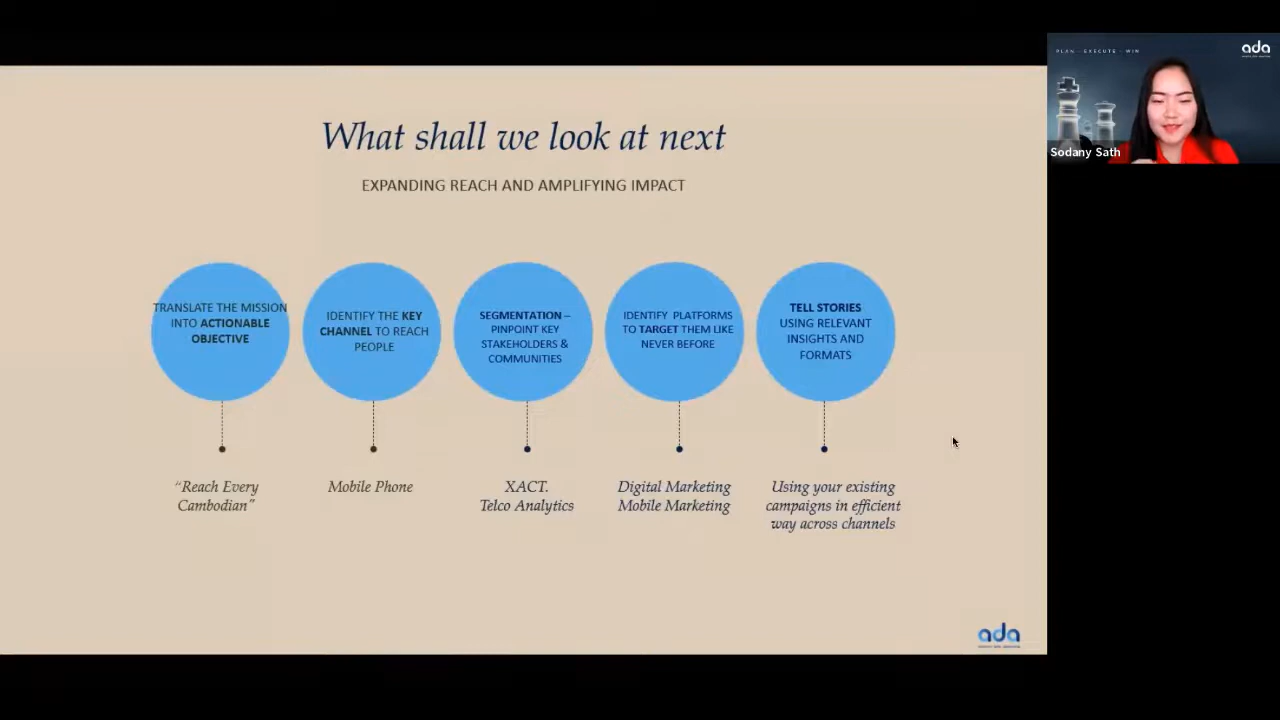 What shall we look at next
EXPANDING REACH AND AMPLIFYING IMPACT
TRANSLATE THE MISSION
INTO ACTIONABLE
OBJECTIVE
IDENTIFY THE KEY
CHANNEL TO REACH
PEOPLE
SEGMENTATION –
PINPOINT KEY
STAKEHOLDERS &
COMMUNITIES
IDENTIFY PLATFORMS
TO TARGET THEM LIKE
NEVER BEFORE
TELL STORIES
USING RELEVANT
INSIGHTS AND
FORMATS
“Reach Every
Cambodian”
Mobile Phone
XACT.
Telco Analytics
Digital Marketing
Mobile Marketing
Using your existing
campaigns in efficient
way across channels
ada
PLAN · EXECUTE · WIN
ada
Sodany Sath